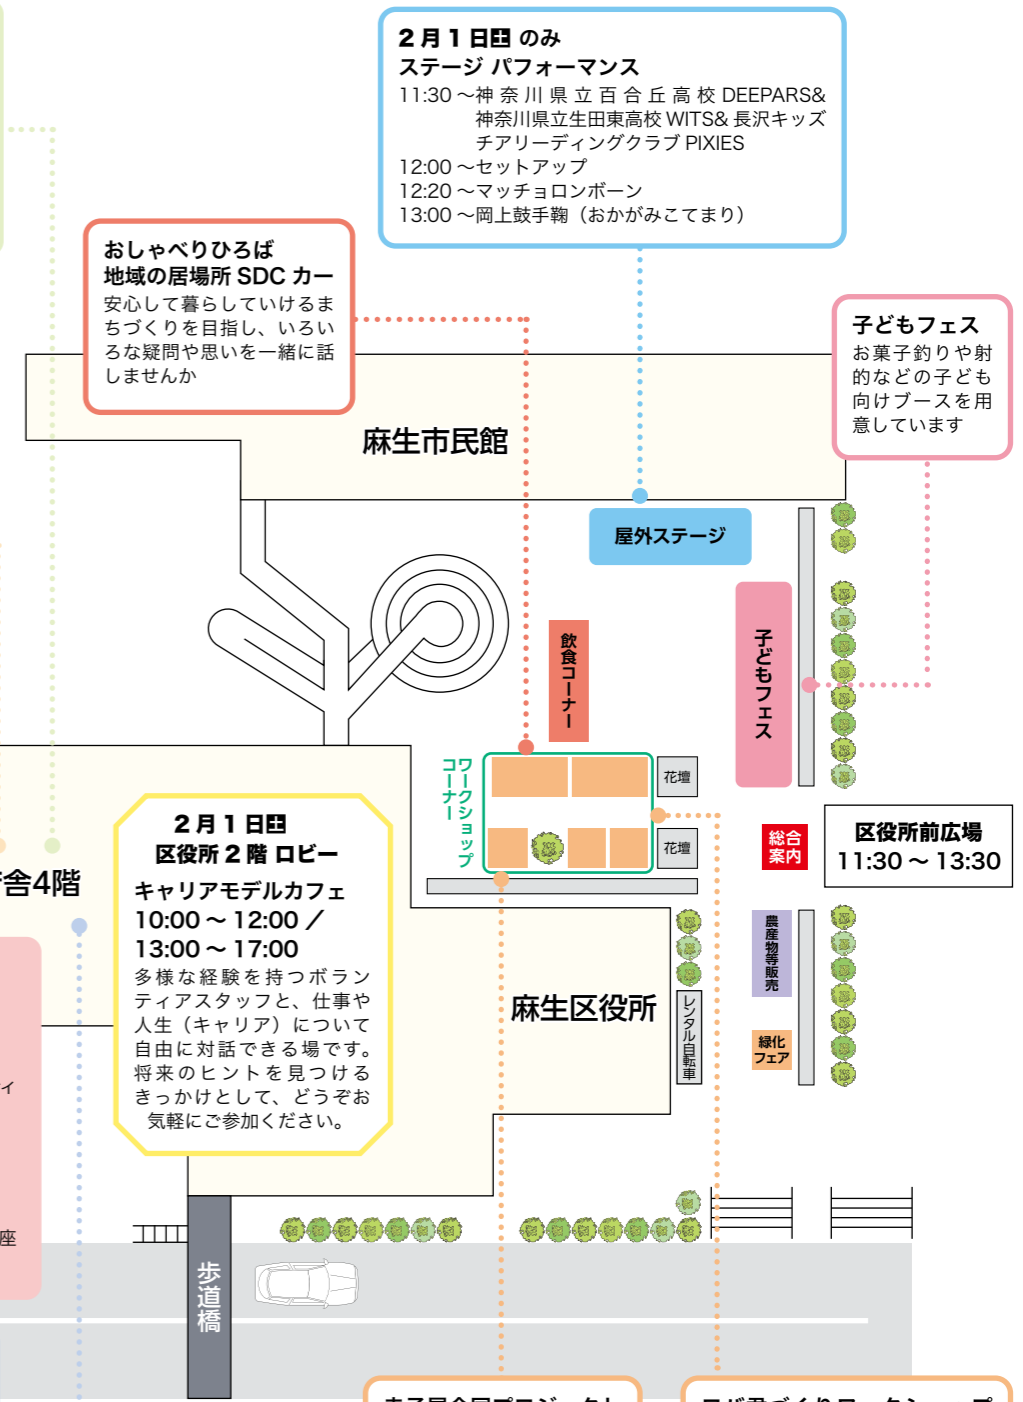 2月1日土 のみ
ステージ パフォーマンス
11:30 ～神奈川県立百合丘高校 DEEPARS&
神奈川県立生田東高校 WITS& 長沢キッズ
チアリーディングクラブ PIXIES
12:00 ～セットアップ
12:20 ～マッチョロンボーン
13:00 ～岡上鼓手鞠（おかがみこてまり）
おしゃべりひろば
地域の居場所 SDC カー
安心して暮らしていけるま
ちづくりを目指し、いろい
ろな疑問や思いを一緒に話
しませんか
子どもフェス
お菓子釣りや射
的などの子ども
向けブースを用
意しています
麻生市民館
屋外ステージ
飲食コーナー
子どもフェス
ワークショップ
コーナー
花壇
花壇
総合
案内
区役所前広場
11:30 ～ 13:30
2月1日土
区役所 2 階 ロビー
キャリアモデルカフェ
10:00 ～ 12:00 ／
13:00 ～ 17:00
多様な経験を持つボラン
ティアスタッフと、仕事や
人生（キャリア）について
自由に対話できる場です。
将来のヒントを見つける
きっかけとして、どうぞお
気軽にご参加ください。
舎4階
イ
座
農産物等販売
麻生区役所
レンタル自転車
緑化
フェア
歩道橋